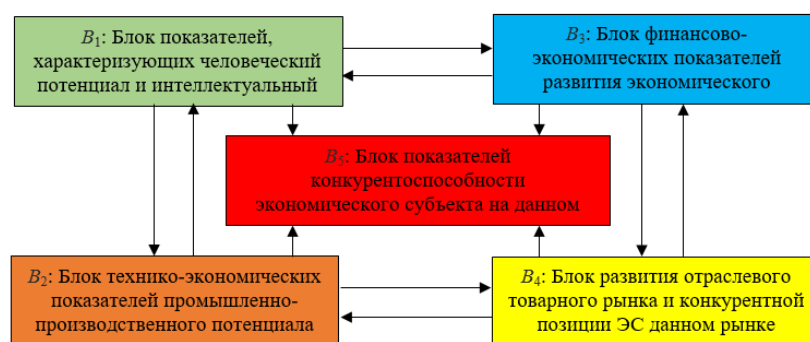 B1: Блок показателей,
характеризующих человеческий
потенциал и интеллектуальный
B3: Блок финансово-
экономических показателей
развития экономического
B5: Блок показателей
конкурентоспособности
экономического субъекта на данном
B2: Блок технико-экономических
показателей промышленно-
производственного потенциала
B4: Блок развития отраслевого
товарного рынка и конкурентной
позиции ЭС данном рынке